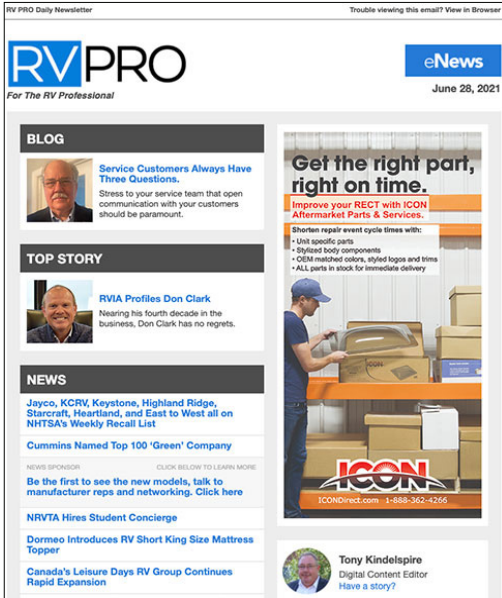 RV PRO Daily Newsletter
Trouble viewing this email? View in Browser
RVPRO
For The RV Professional
eNews
June 28, 2021
BLOG
Service Customers Always Have
Three Questions.
Stress to your service team that open
communication with your customers
should be paramount.
TOP STORY
RVIA Profiles Don Clark
Nearing his fourth decade in the
business, Don Clark has no regrets.
NEWS
Jayco, KCRV, Keystone, Highland Ridge,
Starcraft, Heartland, and East to West all on
NHTSA's Weekly Recall List
Cummins Named Top 100 'Green' Company
NEWS SPONSOR
CLICK BELOW TO LEARN MORE
Be the first to see the new models, talk to
manufacturer reps and networking. Click here
NRVTA Hires Student Concierge
Dormeo Introduces RV Short King Size Mattress
Topper
Canada's Leisure Days RV Group Continues
Rapid Expansion
Get the right part,
right on time.
Improve your RECT with ICON
Aftermarket Parts & Services.
Shorten repair event cycle times with:
• Unit specific parts
• Stylized body components
• OEM matched colors, styled logos and trims
• ALL parts in stock for immediate delivery
ICON
ICONDirect.com 1-888-362-4266
Tony Kindelspire
Digital Content Editor
Have a story?